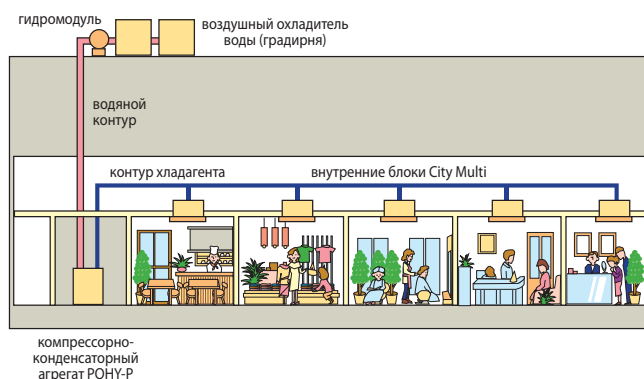 гидромодуль
воздушный охладитель
воды (градирня)
водяной
контур
контур хладагента
внутренние блоки City Multi
компрессорно-
конденсаторный
агрегат PQHY-P